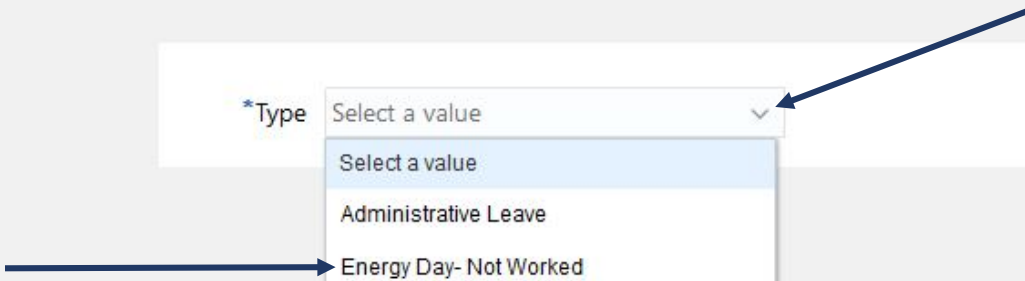 *Type Select a value
Select a value
Administrative Leave
Energy Day- Not Worked